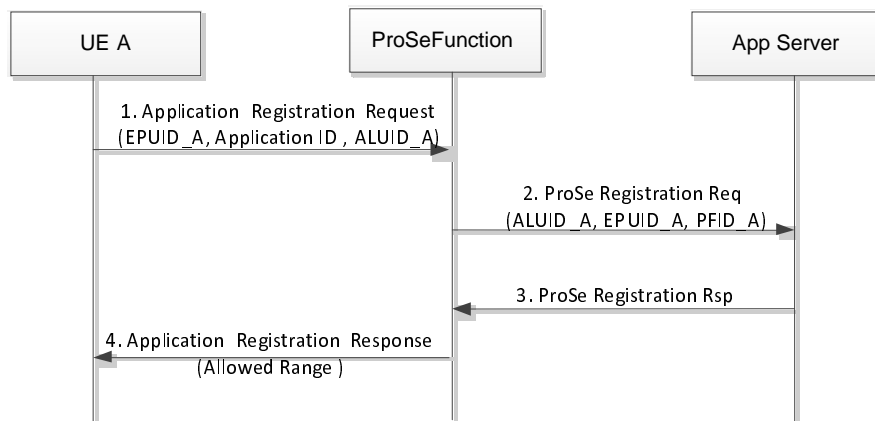 UE A
ProSeFunction
App Server
1. Application Registration Request
(EPUID_A, Application ID , ALUID_A)
2. ProSe Registration Req
(ALUID_A, EPUID_A, PFID_A)
3. ProSe Registration Rsp
4. Application Registration Response
(Allowed Range )